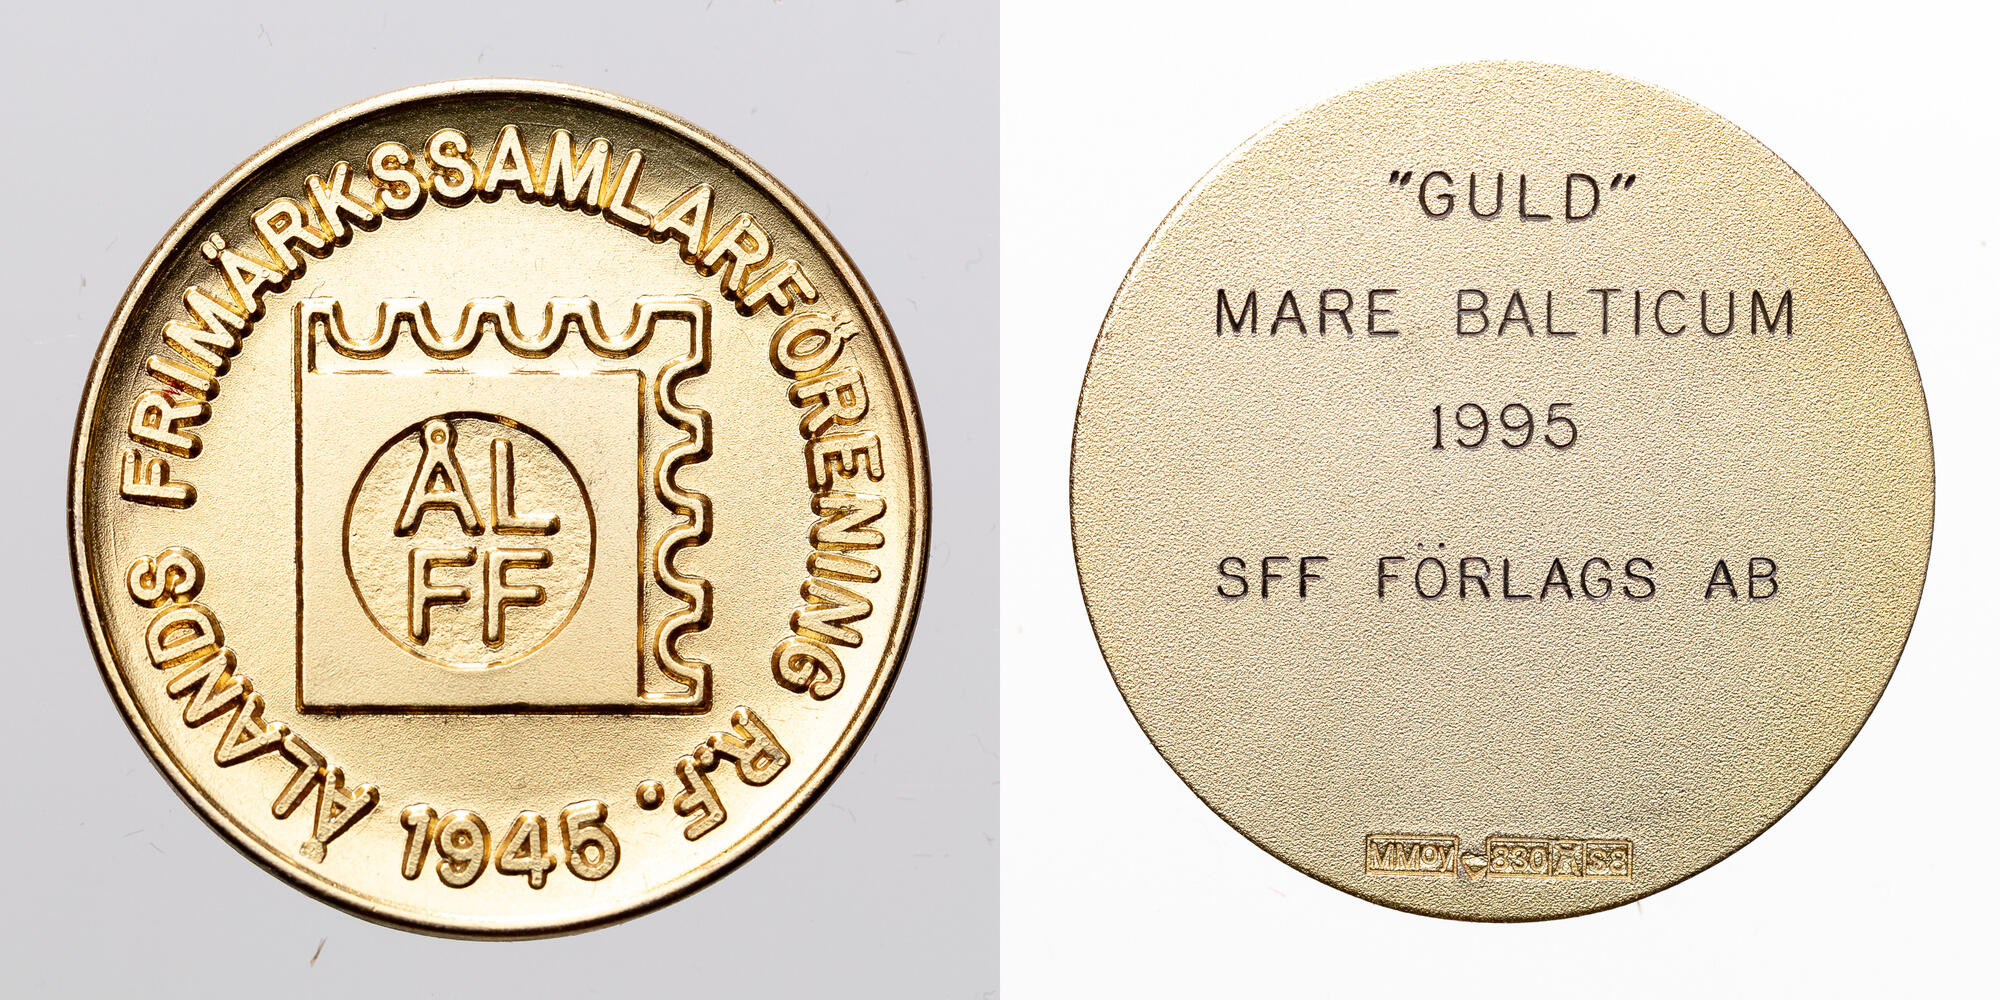 ÅLANDS FRIMÄRKSSAMLARFÖRENING R.F. • 1945
ÅL
FF
"GULD"
MARE BALTICUM
1995
SFF FÖRLAGS AB
MMOY 830 S8